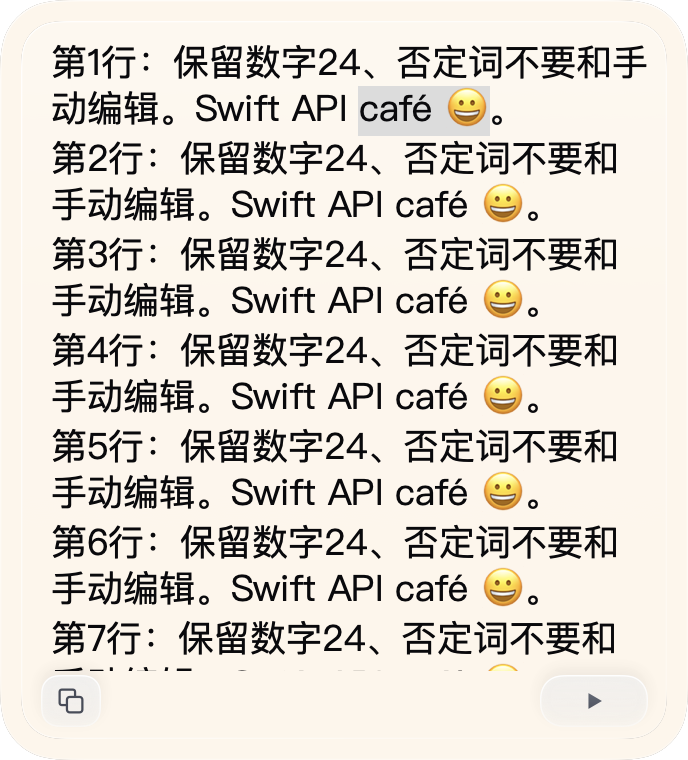 第1行：保留数字24、否定词不要和手
动编辑。Swift API café 😀。
第2行：保留数字24、否定词不要和
手动编辑。Swift API café 😀。
第3行：保留数字24、否定词不要和
手动编辑。Swift API café 😀。
第4行：保留数字24、否定词不要和
手动编辑。Swift API café 😀。
第5行：保留数字24、否定词不要和
手动编辑。Swift API café 😀。
第6行：保留数字24、否定词不要和
手动编辑。Swift API café 😀。
第7行：保留数字24、否定词不要和